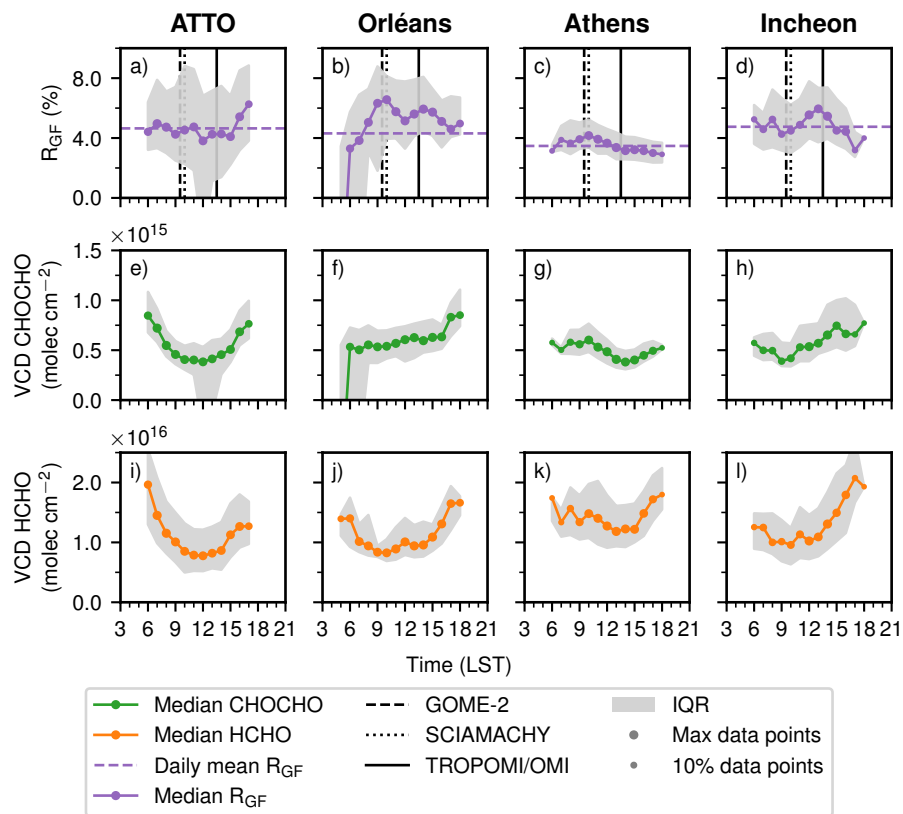 ATTO Orléans Athens Incheon
R_GF (%)
8.0
4.0
0.0
a) b) c) d)
×10^15
VCD CHOCHO
(molec cm⁻²)
1.5
1.0
0.5
0.0
e) f) g) h)
×10^16
VCD HCHO
(molec cm⁻²)
2.0
1.0
0.0
i) j) k) l)
3 6 9 12 15 18 21 3 6 9 12 15 18 21 3 6 9 12 15 18 21 3 6 9 12 15 18 21
Time (LST)
Median CHOCHO GOME-2 IQR
Median HCHO SCIAMACHY Max data points
Daily mean R_GF TROPOMI/OMI 10% data points
Median R_GF